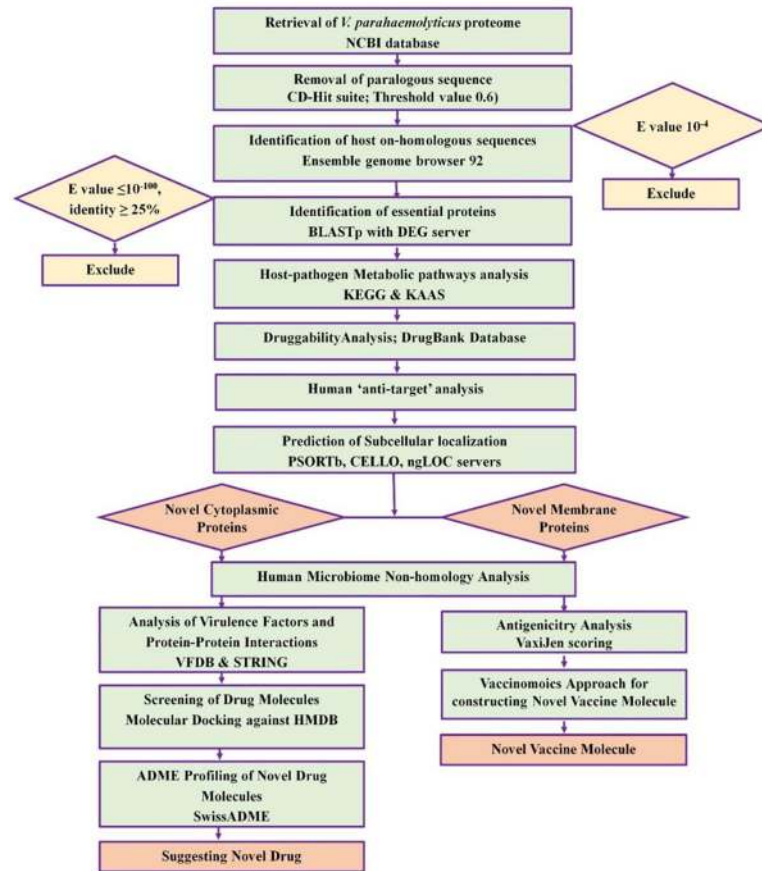 Retrieval of V. parahaemolyticus proteome
NCBI database
Removal of paralogous sequence
CD-Hit suite; Threshold value 0.6)
E value 10⁻⁴
Identification of host on-homologous sequences
Ensemble genome browser 92
Exclude
E value ≤10⁻¹⁰⁰,
identity ≥ 25%
Identification of essential proteins
BLASTp with DEG server
Exclude
Host-pathogen Metabolic pathways analysis
KEGG & KAAS
DruggabilityAnalysis; DrugBank Database
Human ‘anti-target’ analysis
Prediction of Subcellular localization
PSORTb, CELLO, ngLOC servers
Novel Cytoplasmic
Proteins
Novel Membrane
Proteins
Human Microbiome Non-homology Analysis
Analysis of Virulence Factors and
Protein-Protein Interactions
VFDB & STRING
Antigenicitry Analysis
VaxiJen scoring
Screening of Drug Molecules
Molecular Docking against HMDB
Vaccinomoics Approach for
constructing Novel Vaccine Molecule
Novel Vaccine Molecule
ADME Profiling of Novel Drug
Molecules
SwissADME
Suggesting Novel Drug